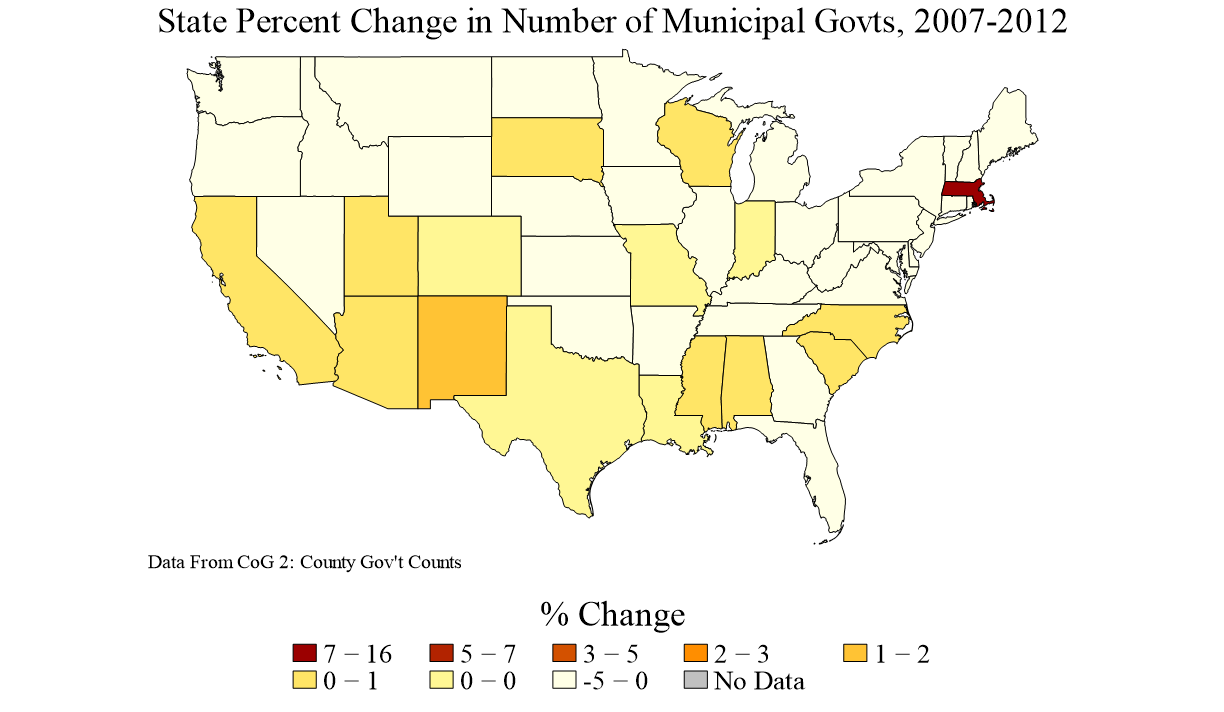 State Percent Change in Number of Municipal Govts, 2007-2012
Data From CoG 2: County Gov't Counts
% Change
7 − 16 5 − 7 3 − 5 2 − 3 1 − 2
0 − 1 0 − 0 -5 − 0 No Data